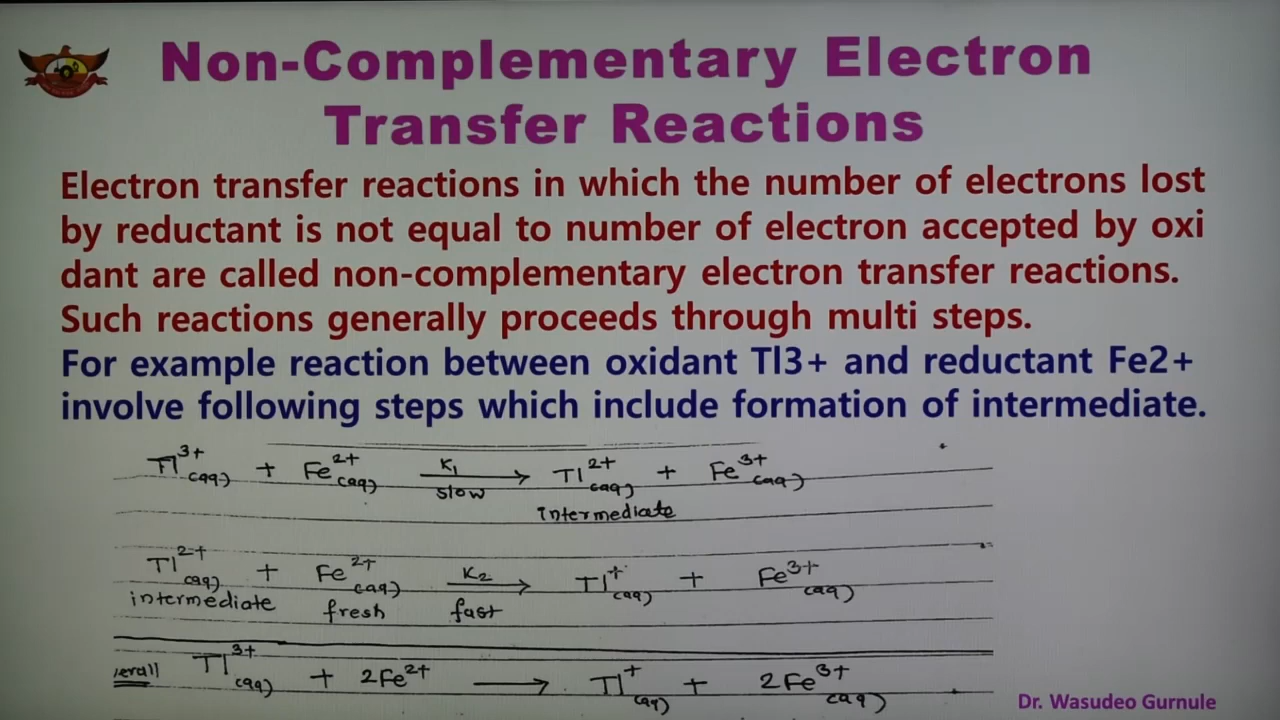 Non-Complementary Electron
Transfer Reactions
Electron transfer reactions in which the number of electrons lost
by reductant is not equal to number of electron accepted by oxi
dant are called non-complementary electron transfer reactions.
Such reactions generally proceeds through multi steps.
For example reaction between oxidant Tl3+ and reductant Fe2+
involve following steps which include formation of intermediate.
Tl³⁺(aq) + Fe²⁺(aq) K₁ slow → Tl²⁺(aq) + Fe³⁺(aq)
intermediate
Tl²⁺(aq) + Fe²⁺(aq) K₂ → Tl⁺(aq) + Fe³⁺(aq)
intermediate fresh fast
erall Tl³⁺(aq) + 2Fe²⁺ → Tl⁺(aq) + 2Fe³⁺(aq)
Dr. Wasudeo Gurnule